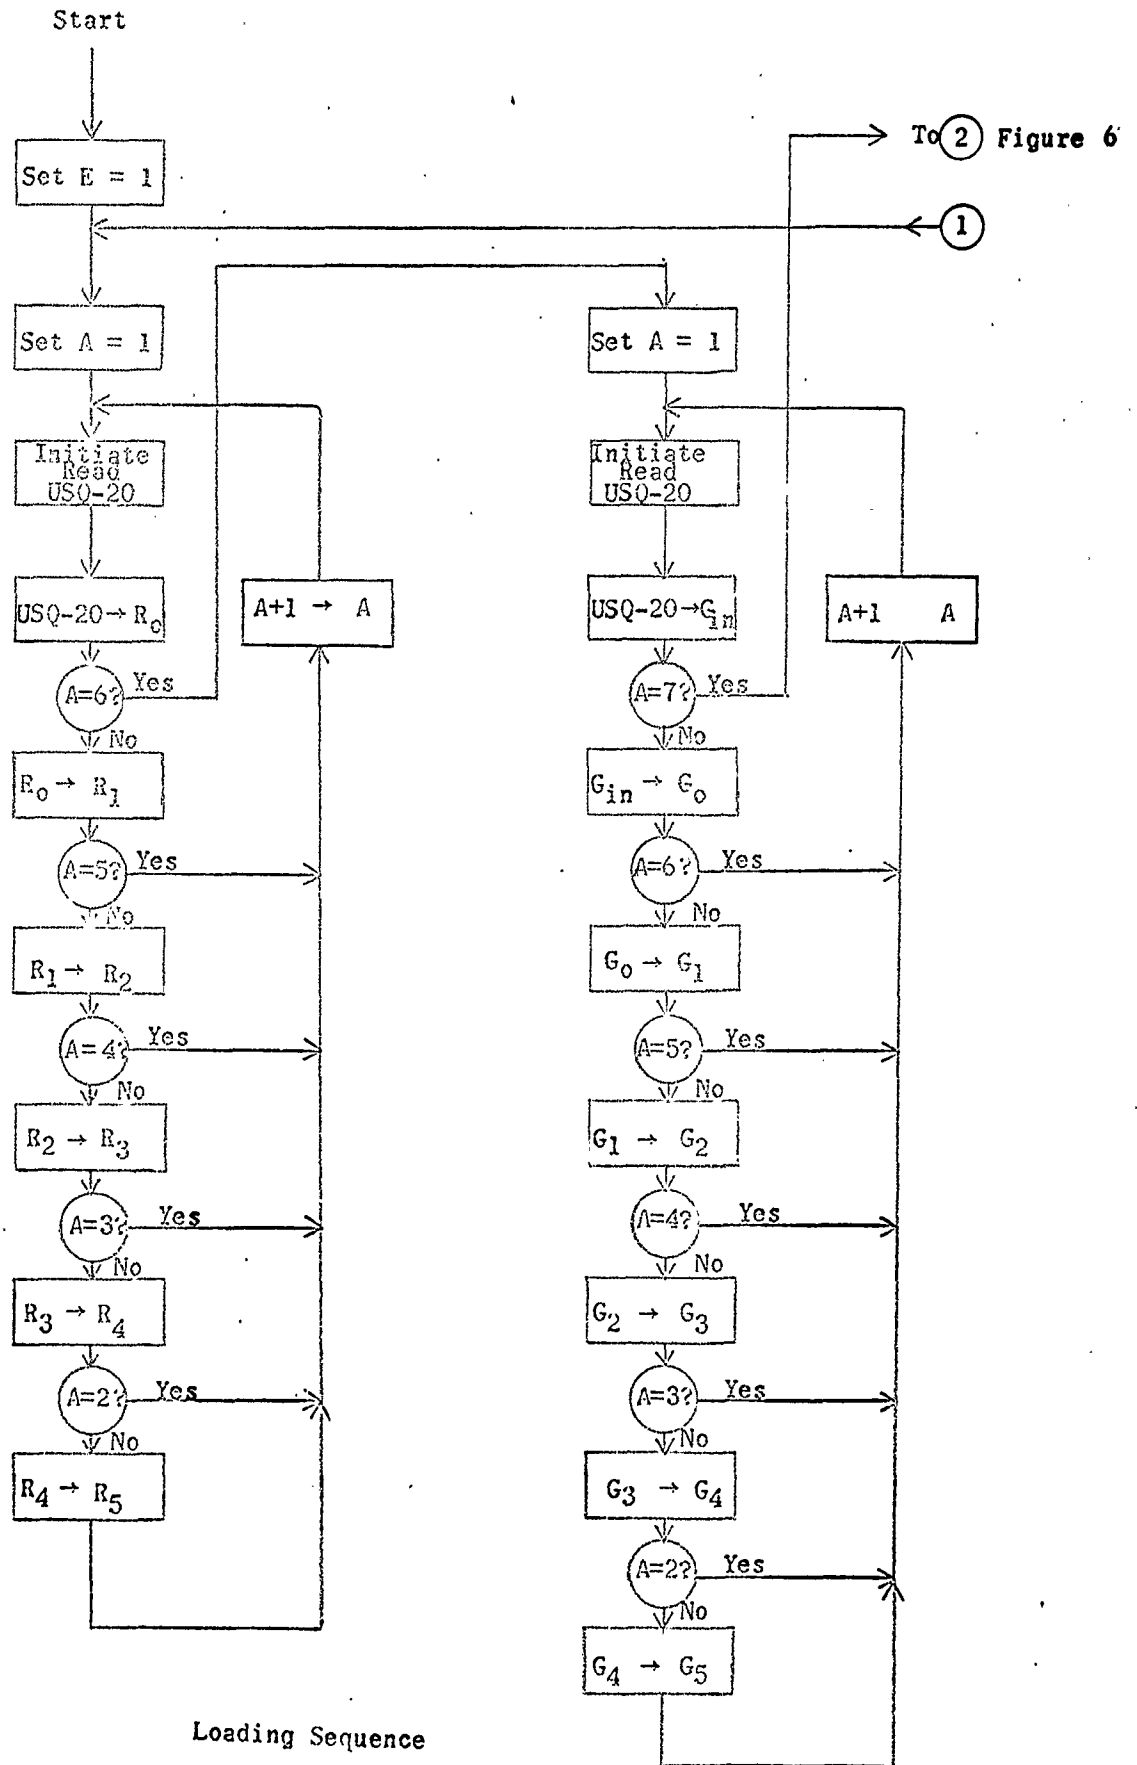 Start
To 2 Figure 6
Set E = 1
1
Set A = 1
Initiate
Read
USQ-20
USQ-20→R₀
A+1 → A
A=6? Yes
No
R₀ → R₁
A=5? Yes
No
R₁ → R₂
A=4? Yes
No
R₂ → R₃
A=3? Yes
No
R₃ → R₄
A=2? Yes
No
R₄ → R₅
Set A = 1
Initiate
Read
USQ-20
USQ-20→Gᵢₙ
A+1 A
A=7? Yes
No
Gᵢₙ → G₀
A=6? Yes
No
G₀ → G₁
A=5? Yes
No
G₁ → G₂
A=4? Yes
No
G₂ → G₃
A=3? Yes
No
G₃ → G₄
A=2? Yes
No
G₄ → G₅
Loading Sequence